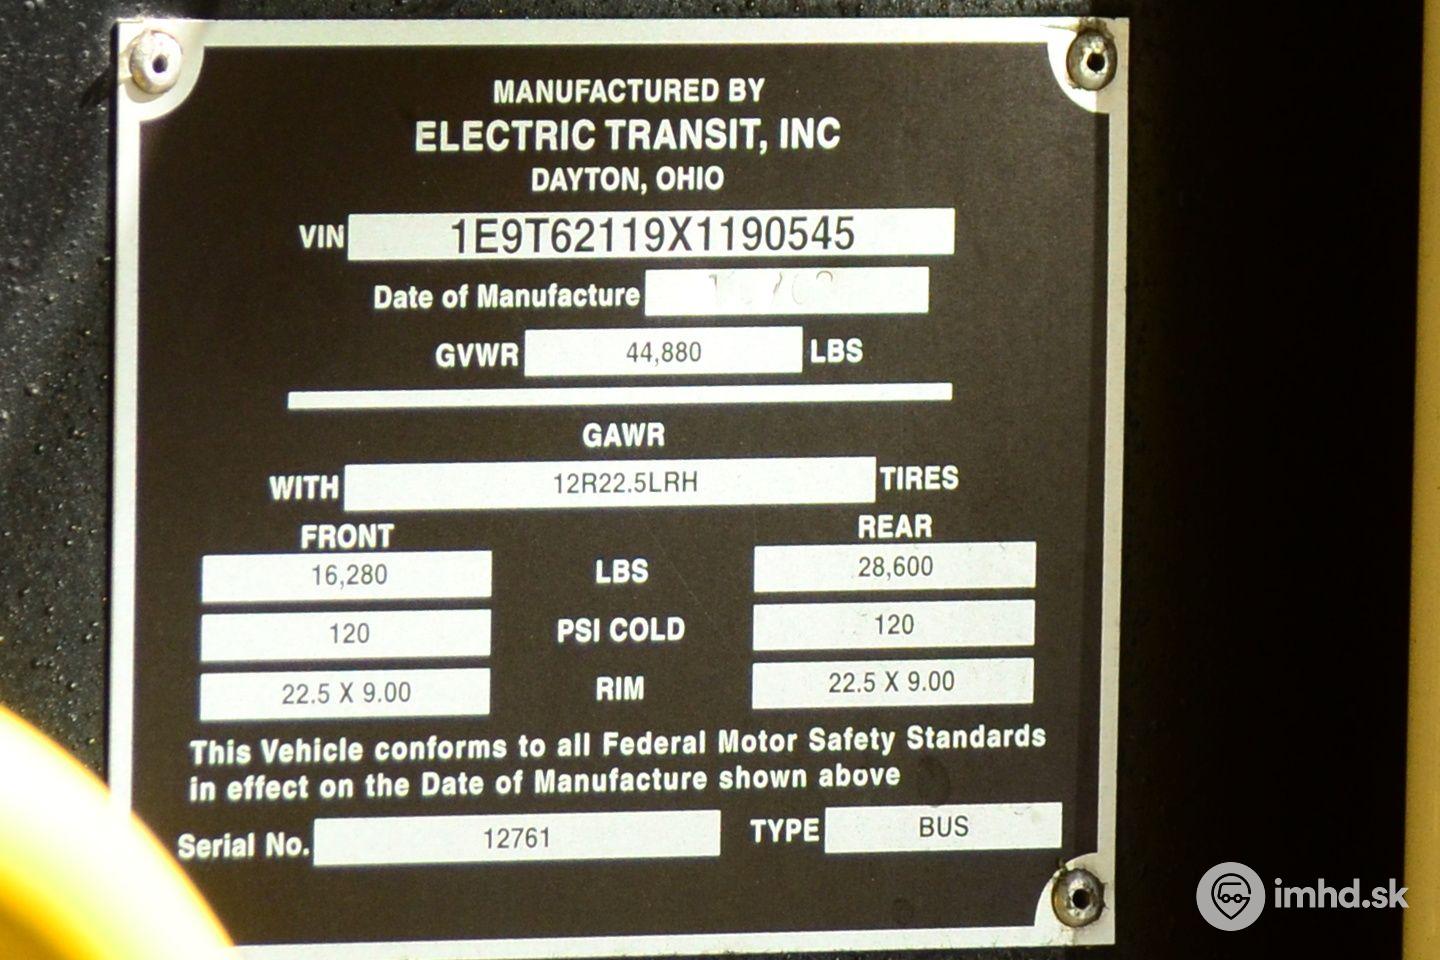 MANUFACTURED BY
ELECTRIC TRANSIT, INC
DAYTON, OHIO
VIN 1E9T62119X1190545
Date of Manufacture
GVWR 44,880 LBS
GAWR
WITH 12R22.5LRH TIRES
FRONT REAR
16,280 LBS 28,600
120 PSI COLD 120
22.5 X 9.00 RIM 22.5 X 9.00
This Vehicle conforms to all Federal Motor Safety Standards
in effect on the Date of Manufacture shown above
Serial No. 12761 TYPE BUS
imhd.sk